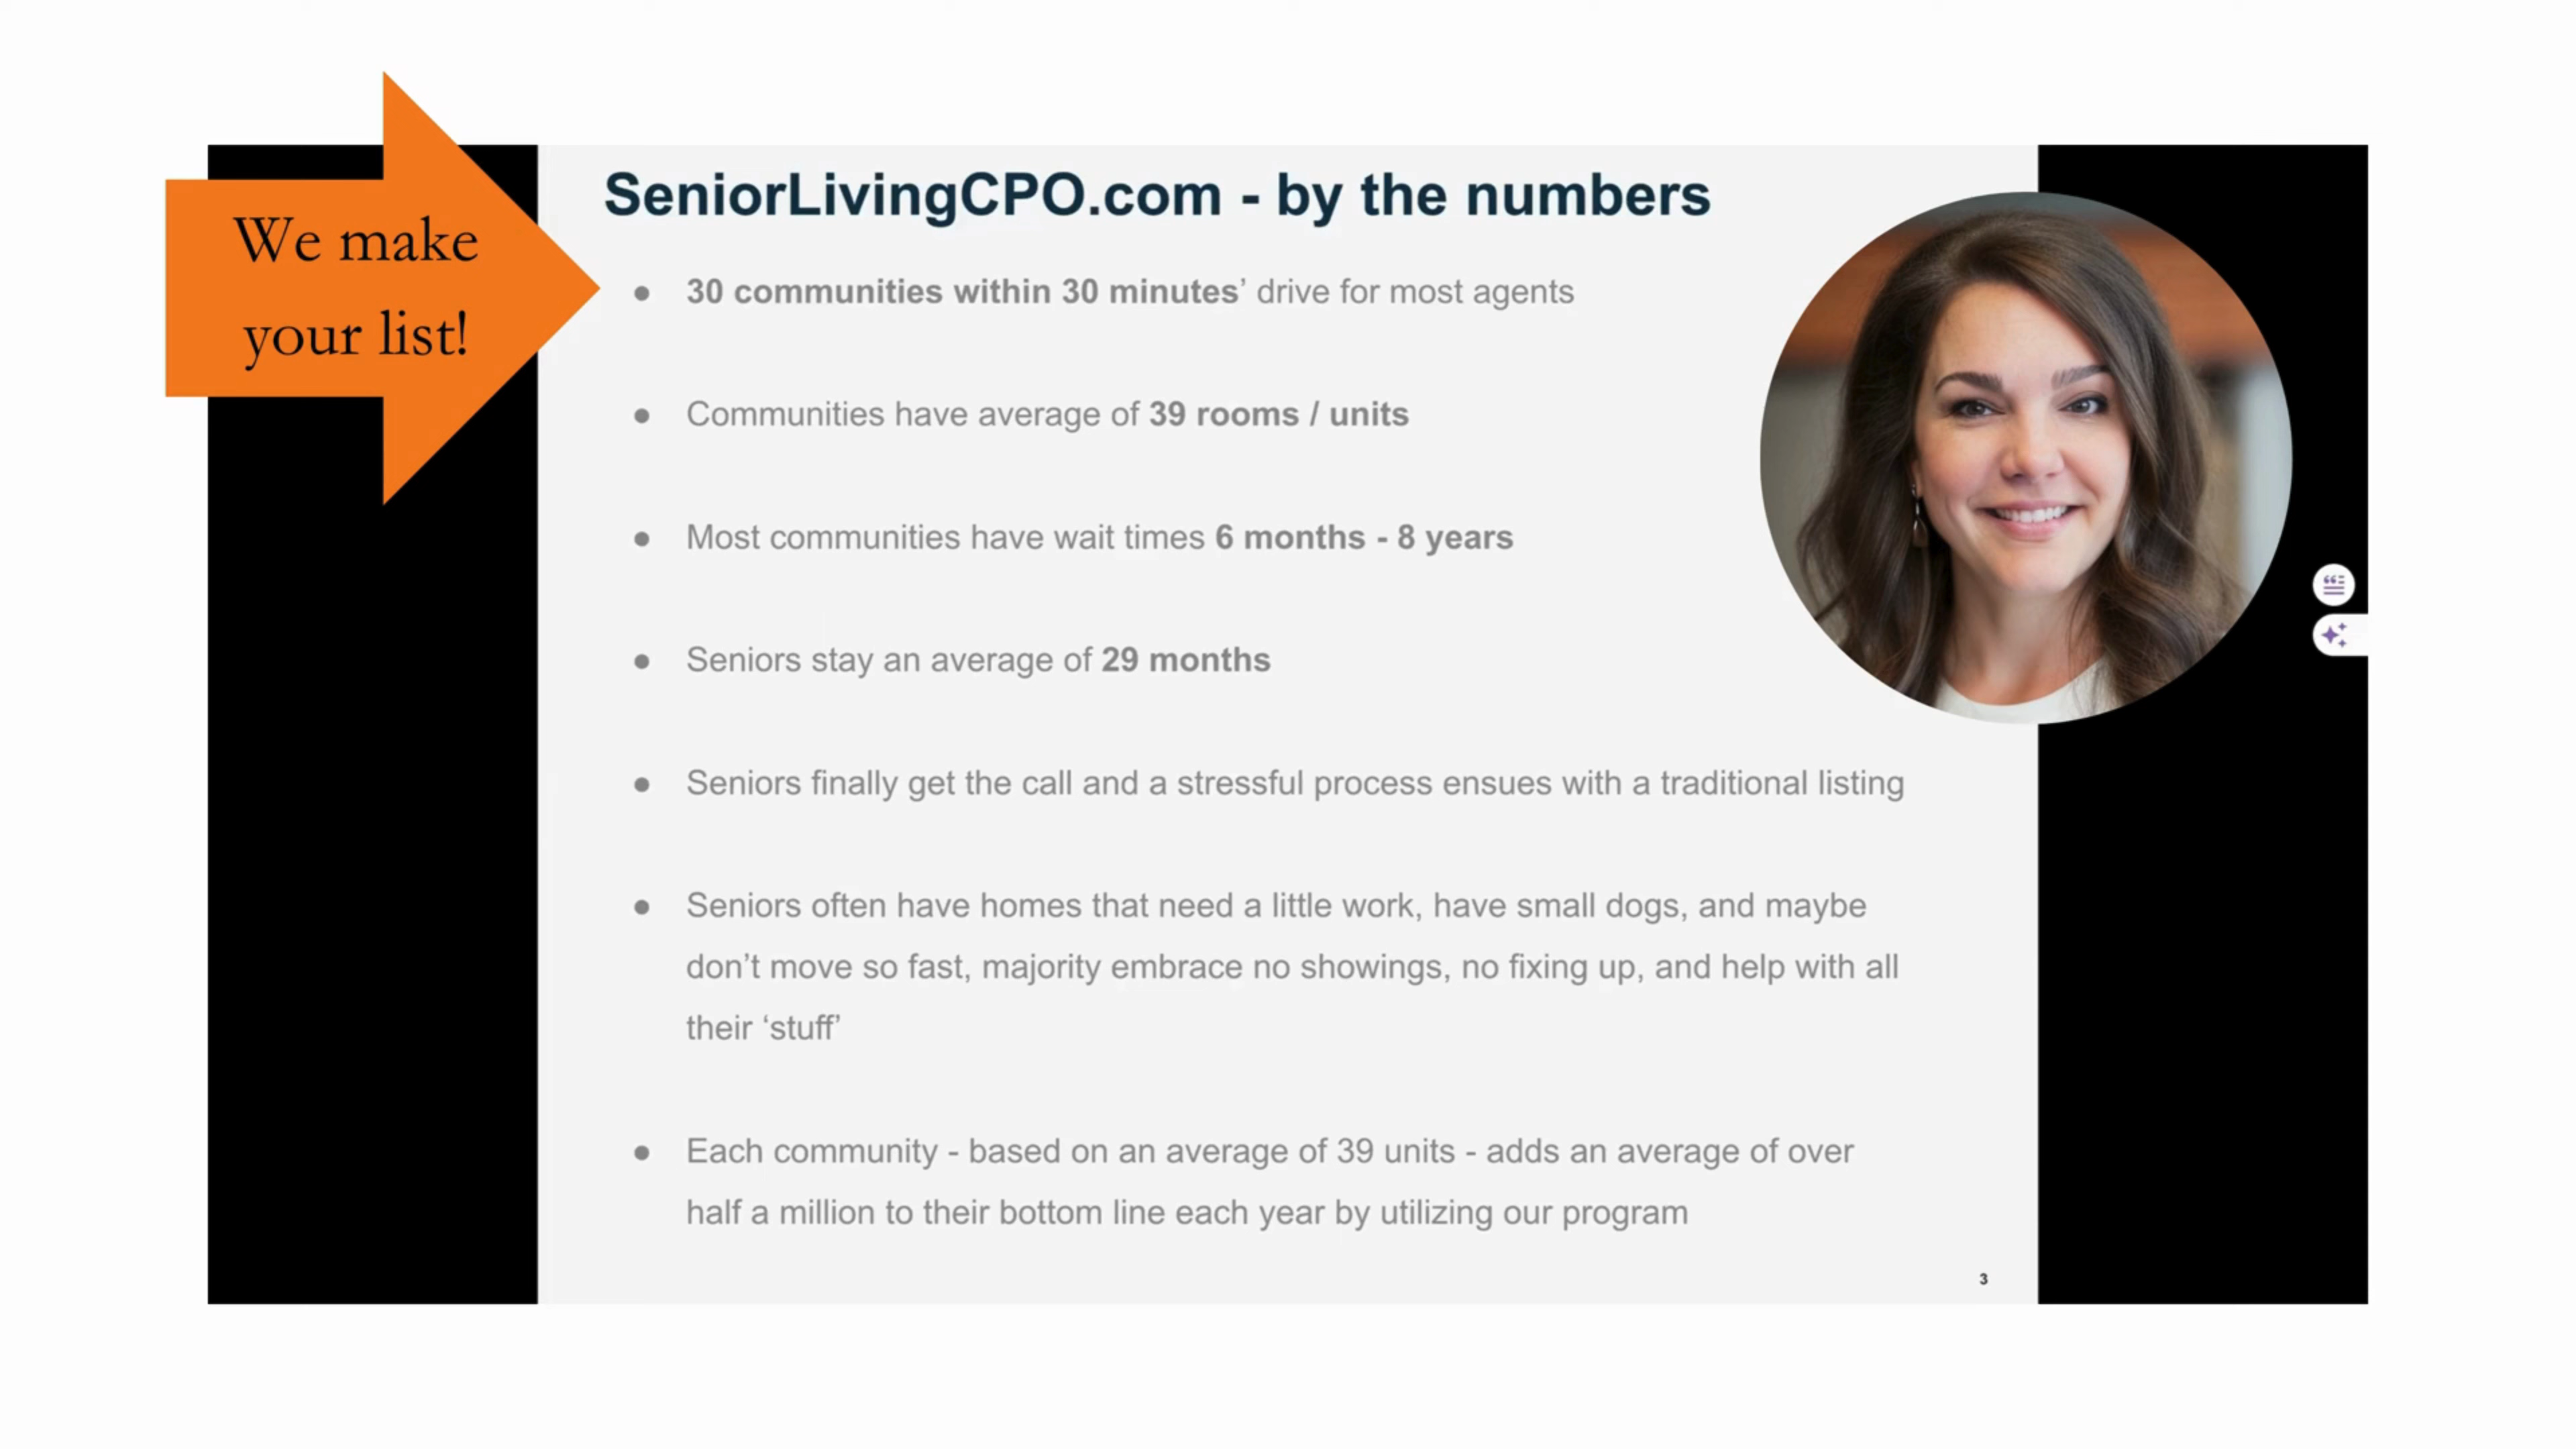 We make
your list!
SeniorLivingCPO.com - by the numbers
● 30 communities within 30 minutes’ drive for most agents
● Communities have average of 39 rooms / units
● Most communities have wait times 6 months - 8 years
● Seniors stay an average of 29 months
● Seniors finally get the call and a stressful process ensues with a traditional listing
● Seniors often have homes that need a little work, have small dogs, and maybe
don’t move so fast, majority embrace no showings, no fixing up, and help with all
their ‘stuff’
● Each community - based on an average of 39 units - adds an average of over
half a million to their bottom line each year by utilizing our program
3